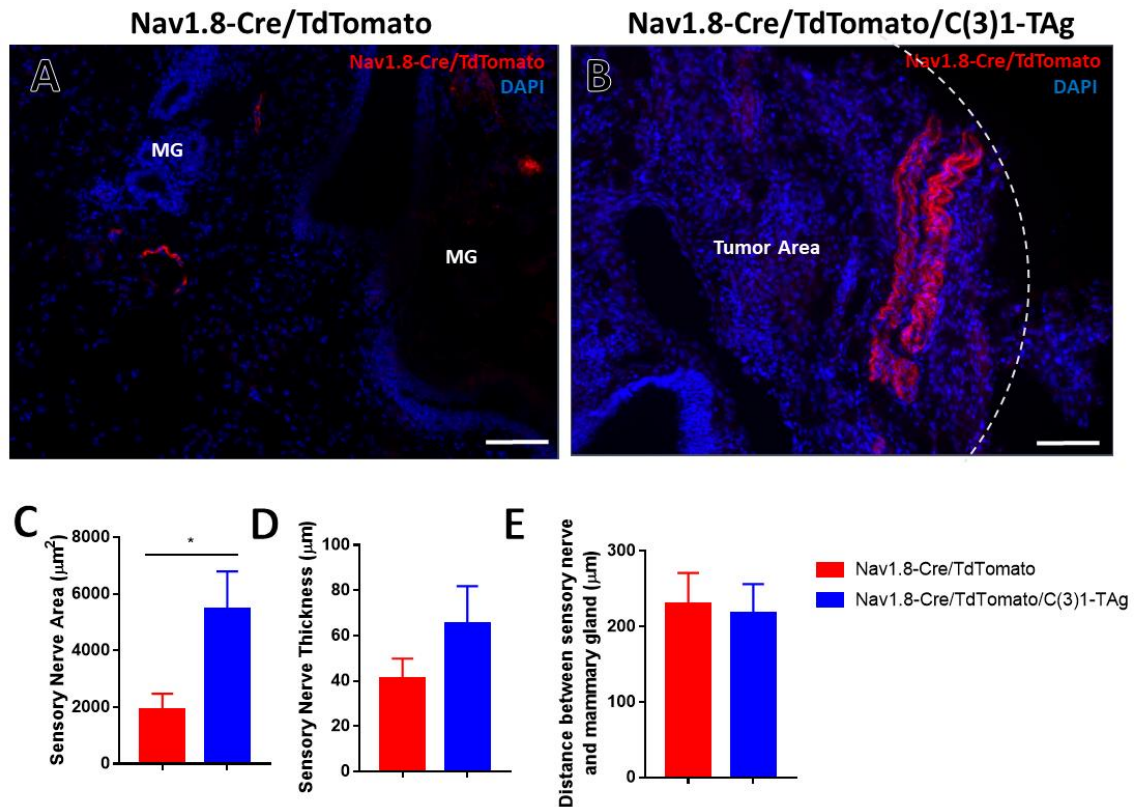 Nav1.8-Cre/TdTomato
Nav1.8-Cre/TdTomato/C(3)1-TAg
A
Nav1.8-Cre/TdTomato
DAPI
MG
MG
B
Nav1.8-Cre/TdTomato
DAPI
Tumor Area
C
Sensory Nerve Area (μm²)
8000
6000
4000
2000
0
*
D
Sensory Nerve Thickness (μm)
100
80
60
40
20
0
E
Distance between sensory nerve
and mammary gland (μm)
300
200
100
0
Nav1.8-Cre/TdTomato
Nav1.8-Cre/TdTomato/C(3)1-TAg